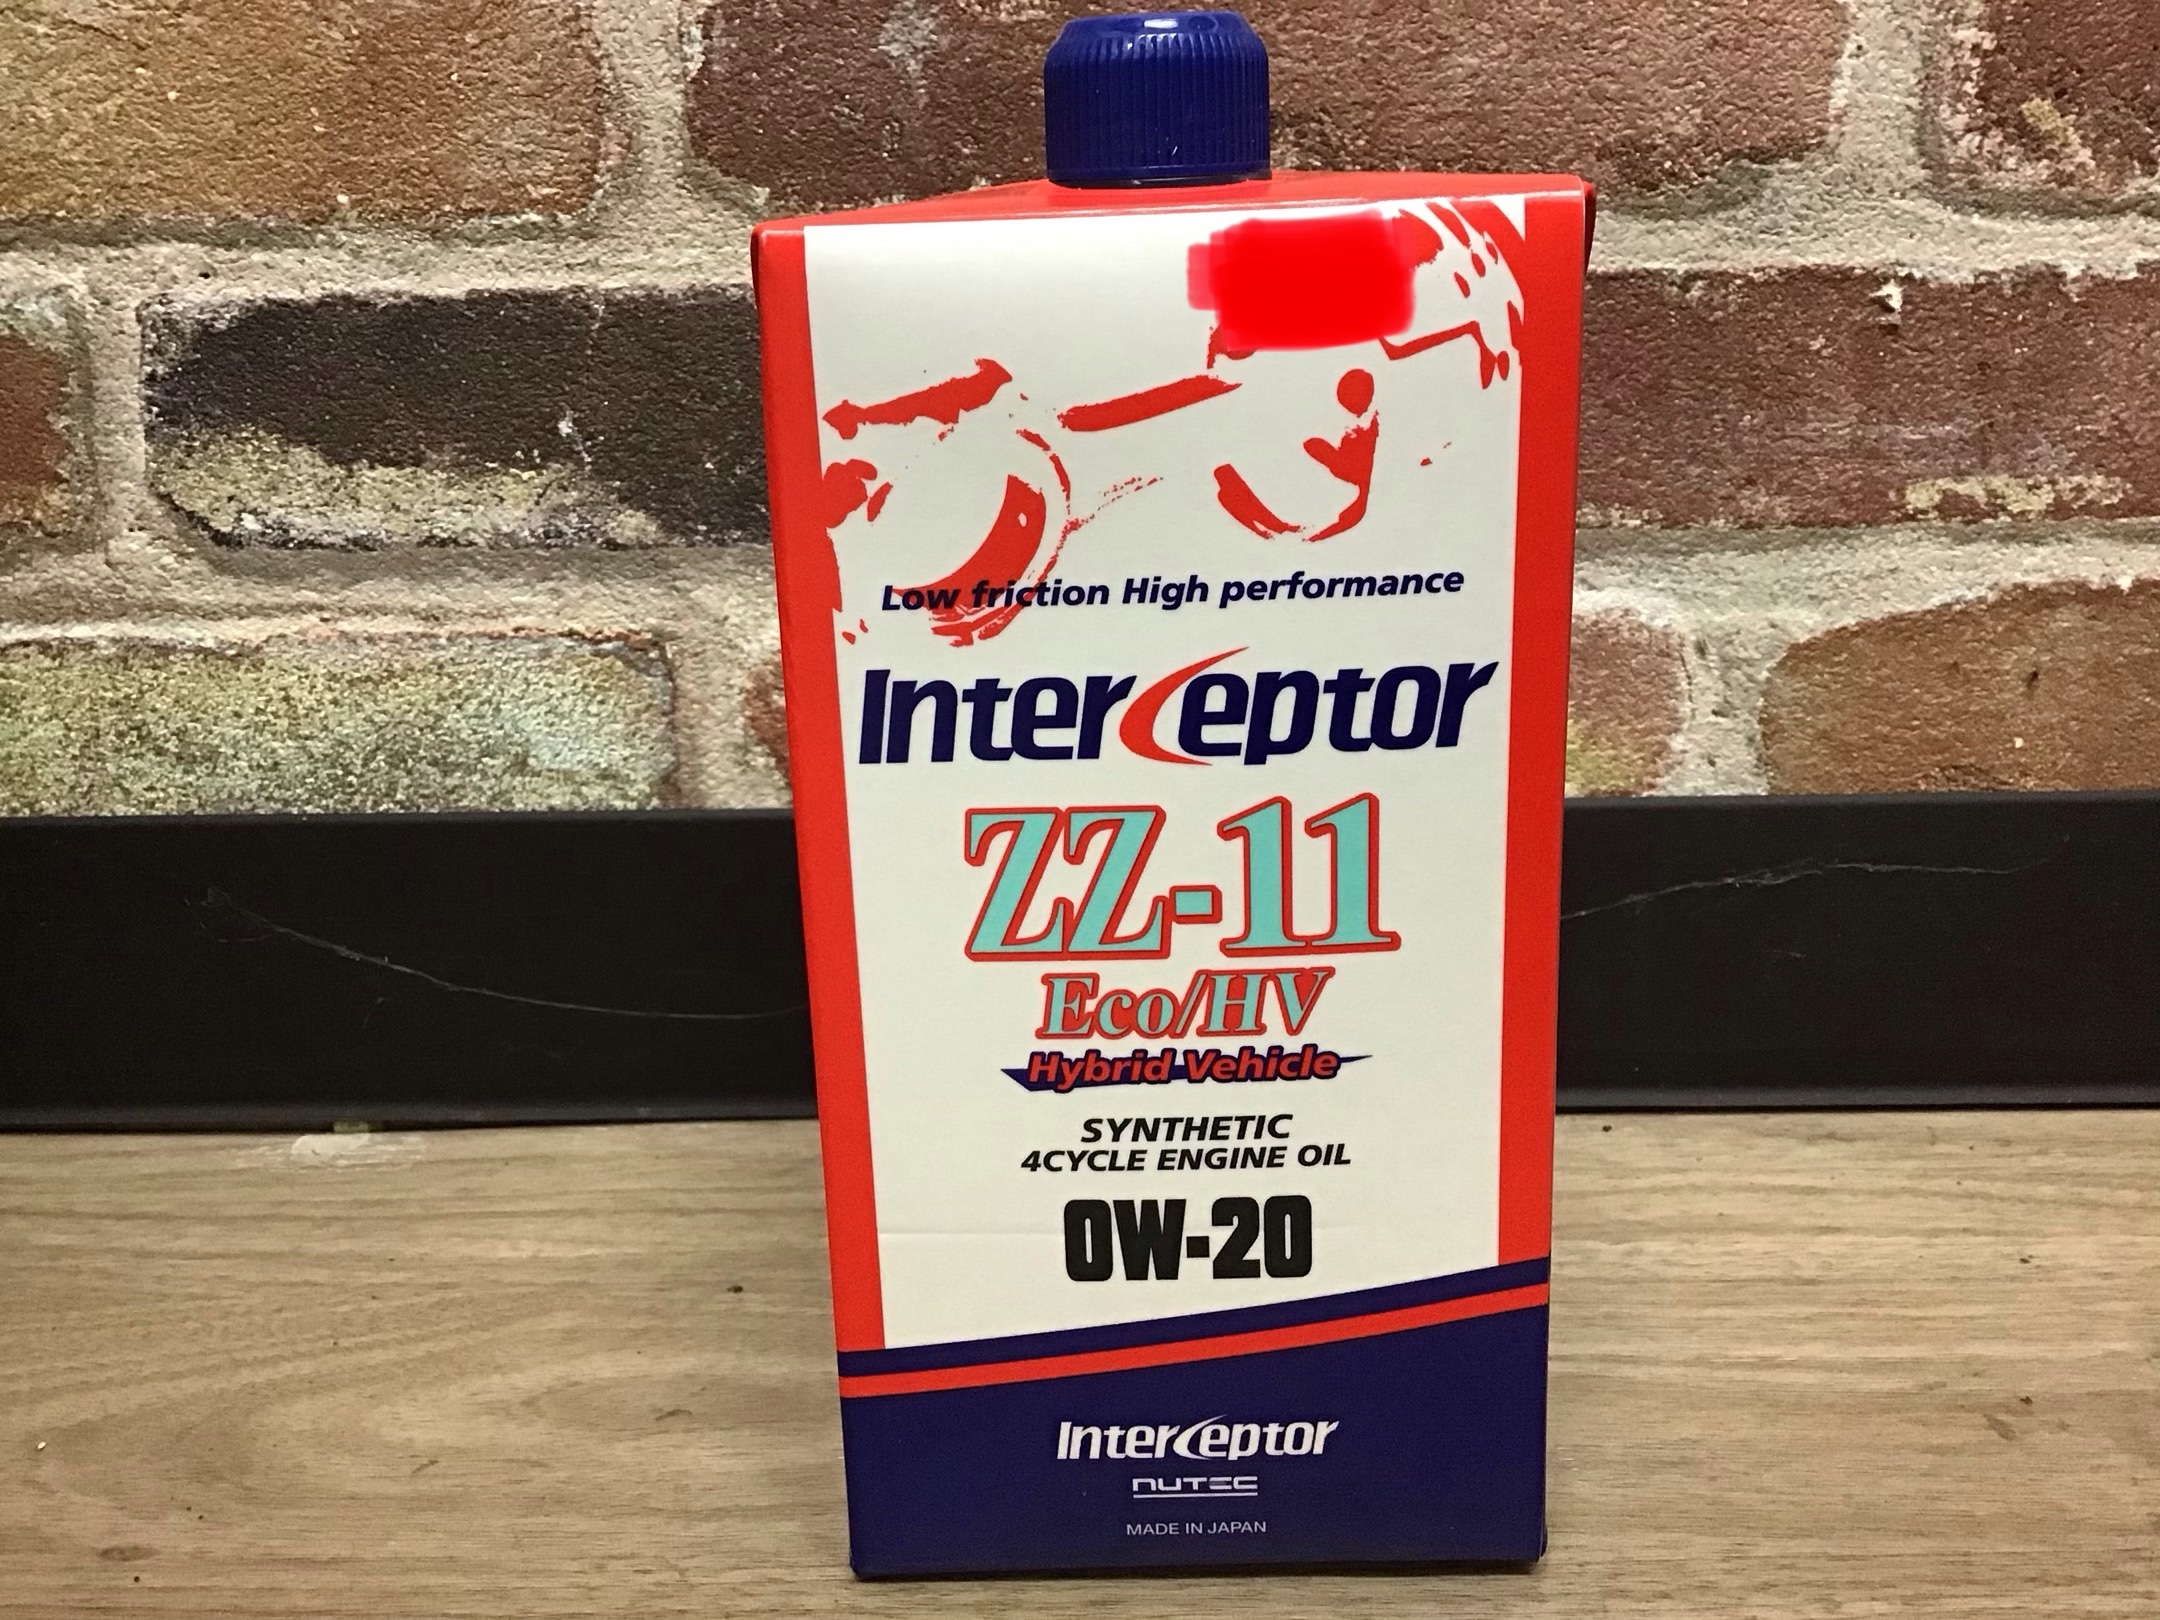 Low friction High performance
Interceptor
ZZ-11
Eco/HV
Hybrid Vehicle
SYNTHETIC
4CYCLE ENGINE OIL
0W-20
Interceptor
NUTEC
MADE IN JAPAN